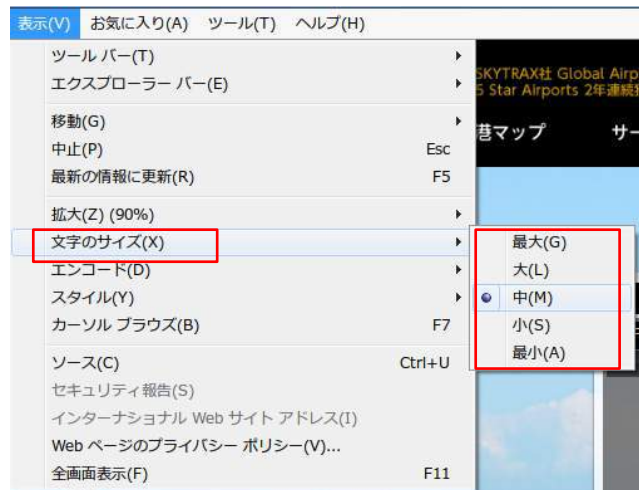 表示(V) お気に入り(A) ツール(T) ヘルプ(H)
ツール バー(T)
エクスプローラー バー(E)
移動(G)
中止(P) Esc
最新の情報に更新(R) F5
拡大(Z) (90%)
文字のサイズ(X)
エンコード(D)
スタイル(Y)
カーソル ブラウズ(B) F7
ソース(C) Ctrl+U
セキュリティ報告(S)
インターナショナル Web サイト アドレス(I)
Web ページのプライバシー ポリシー(V)...
全画面表示(F) F11
最大(G)
大(L)
中(M)
小(S)
最小(A)
SKYTRAX社 Global Airp
5 Star Airports 2年連続
港マップ サー